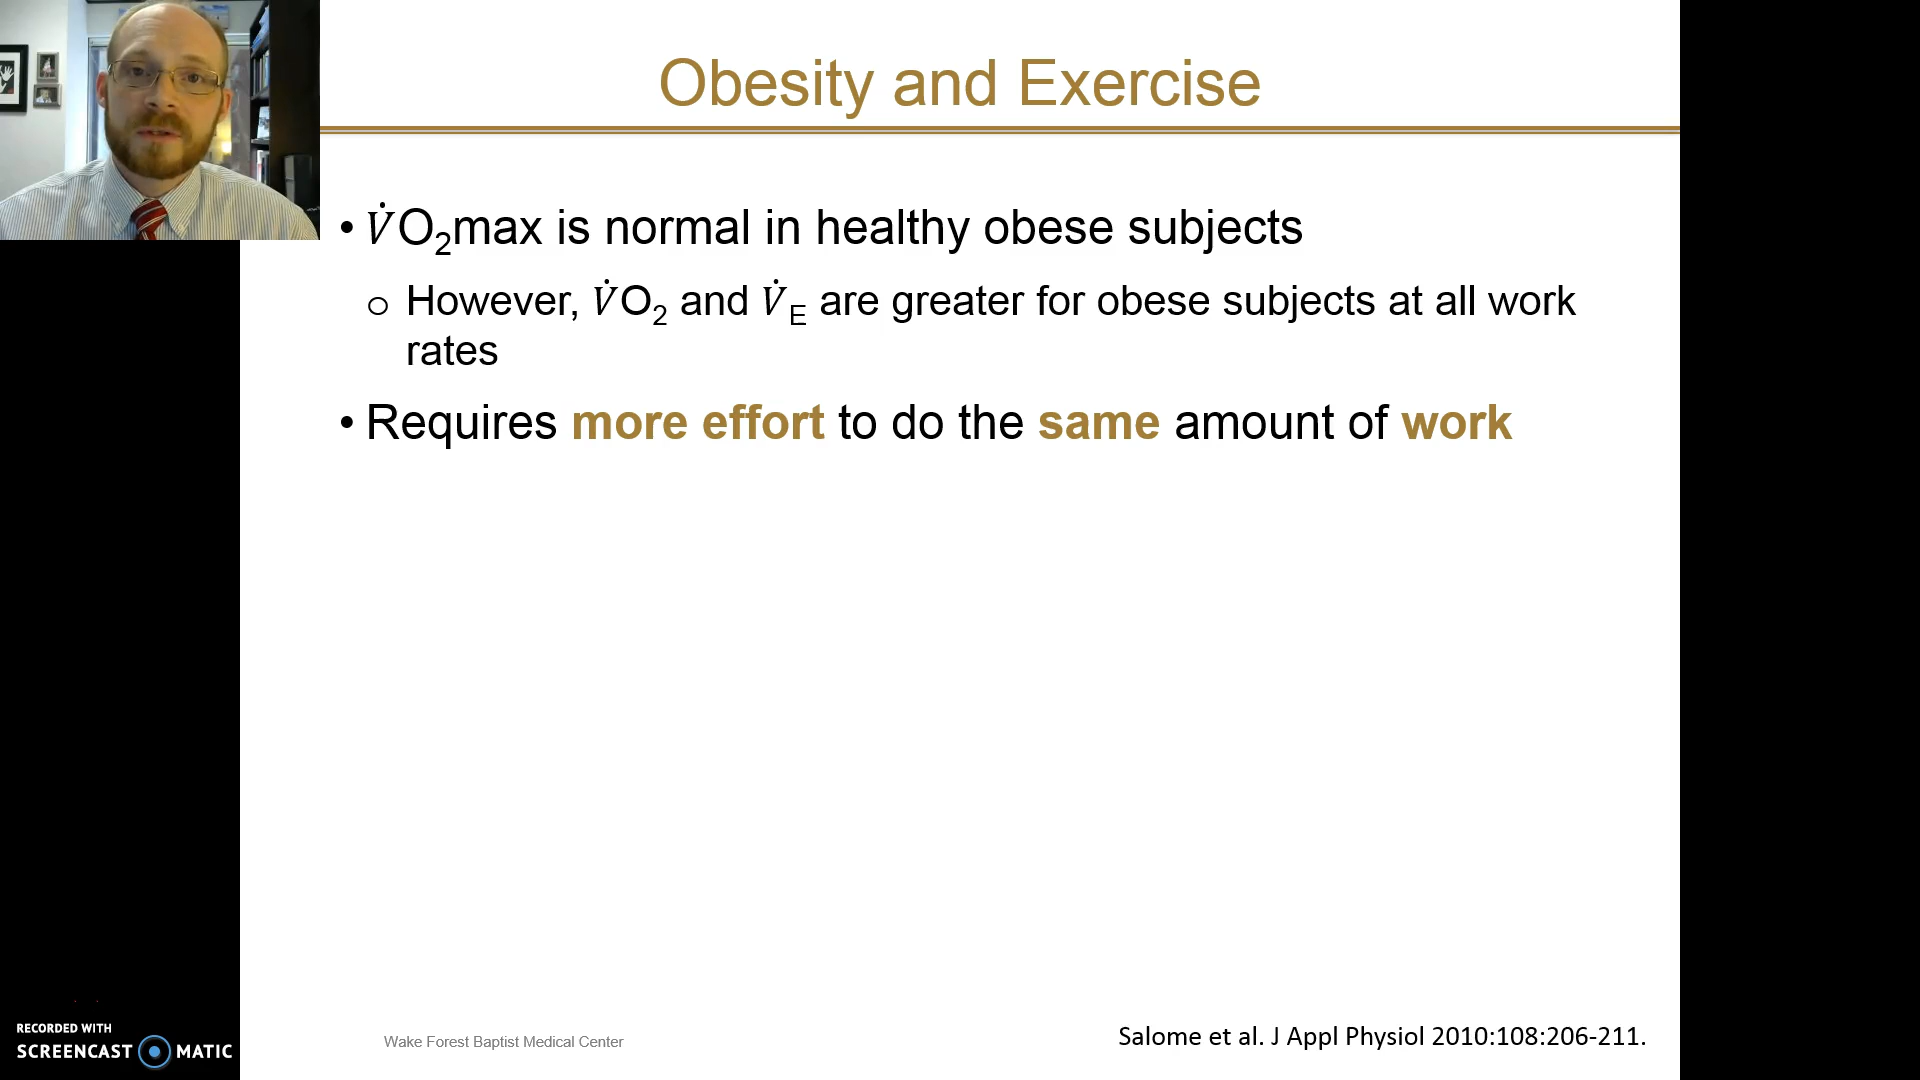 Obesity and Exercise
• V̇O₂max is normal in healthy obese subjects
o However, V̇O₂ and V̇E are greater for obese subjects at all work
rates
• Requires more effort to do the same amount of work
RECORDED WITH
SCREENCAST MATIC
Wake Forest Baptist Medical Center
Salome et al. J Appl Physiol 2010:108:206-211.